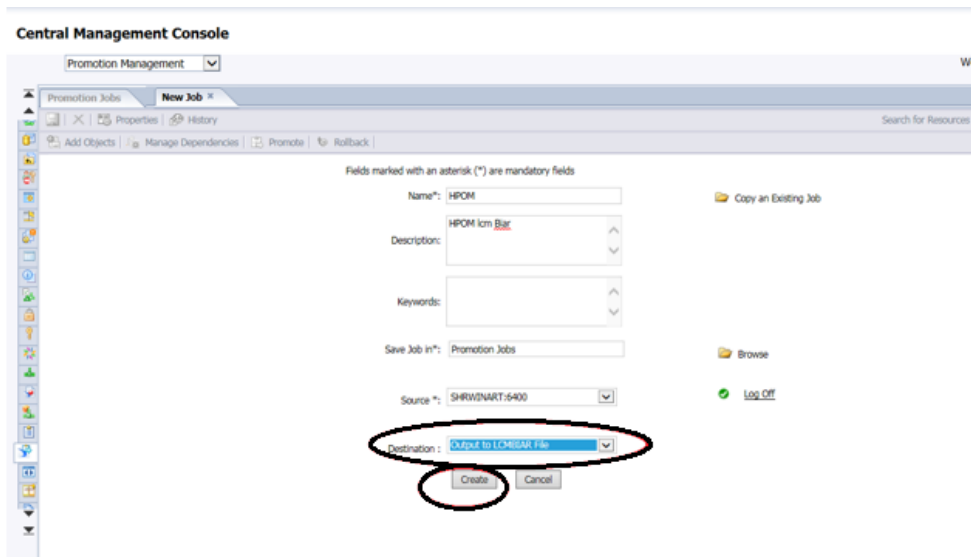 Central Management Console
Promotion Management
Promotion Jobs New Job
Properties History Search for Resources
Add Objects Manage Dependencies Promote Rollback
Fields marked with an asterisk (*) are mandatory fields
Name*: HPOM Copy an Existing Job
Description: HPOM lcm Biar
Keywords:
Save Job in*: Promotion Jobs Browse
Source *: SHRWINART:6400 Log Off
Destination : Output to LCMBIAR File
Create Cancel